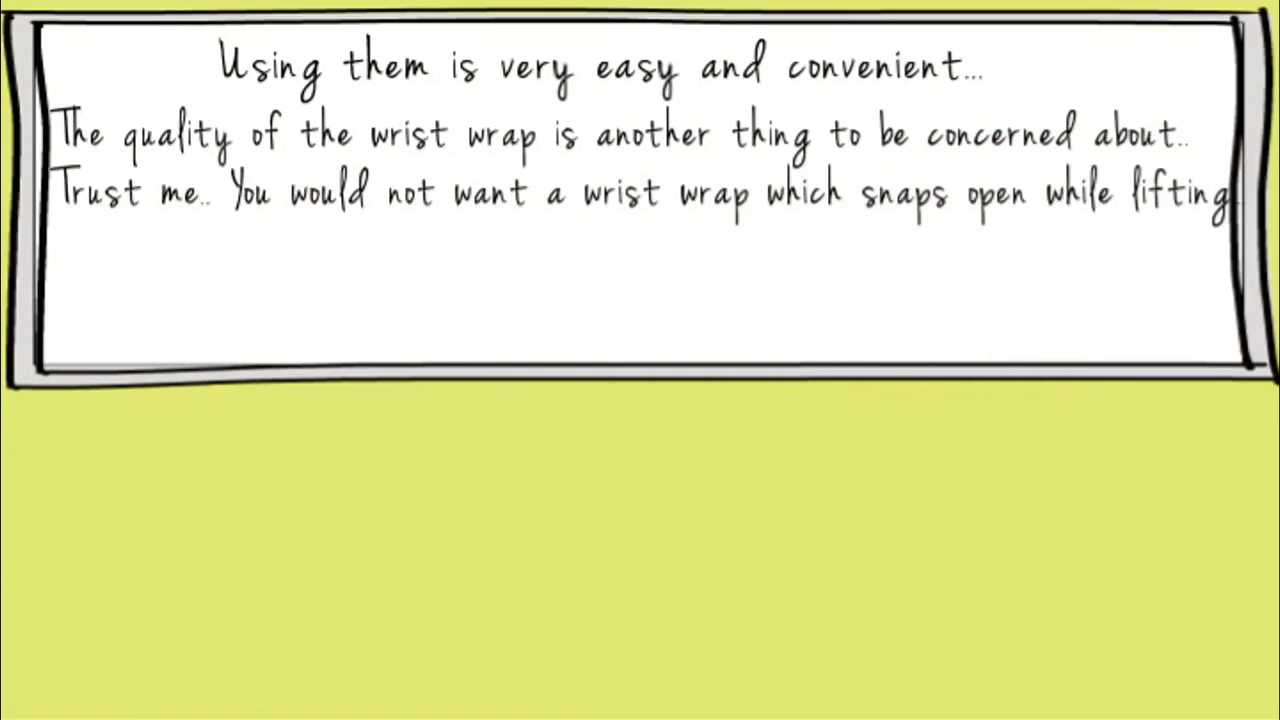 Using them is very easy and convenient...
The quality of the wrist wrap is another thing to be concerned about..
Trust me.. You would not want a wrist wrap which snaps open while lifting